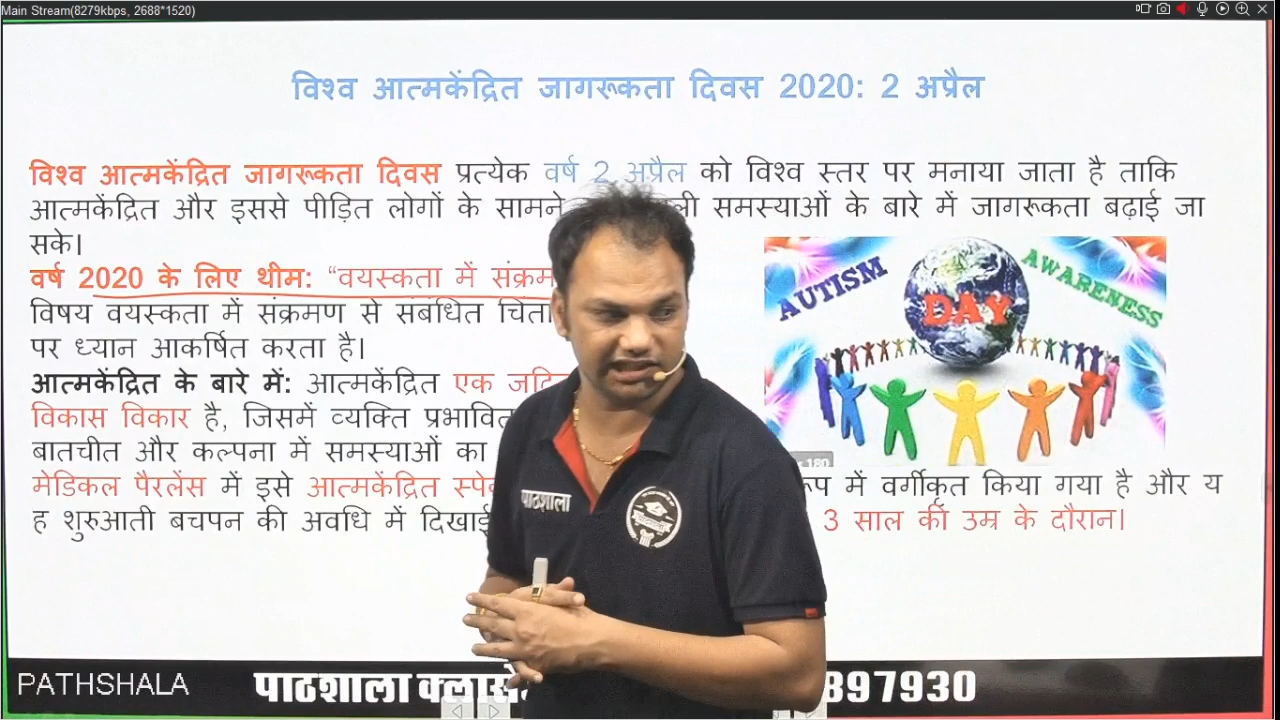 Main Stream(8279kbps, 2688*1520)
विश्व आत्मकेंद्रित जागरूकता दिवस 2020: 2 अप्रैल
विश्व आत्मकेंद्रित जागरूकता दिवस प्रत्येक वर्ष 2 अप्रैल को विश्व स्तर पर मनाया जाता है ताकि
आत्मकेंद्रित और इससे पीड़ित लोगों के सामने समस्याओं के बारे में जागरूकता बढ़ाई जा
सके।
वर्ष 2020 के लिए थीम: “वयस्कता में
विषय वयस्कता में संक्रमण से संबंधित
पर ध्यान आकर्षित करता है।
आत्मकेंद्रित के बारे में: आत्मकेंद्रित एक
विकास विकार है, जिसमें व्यक्ति प्रभावित
बातचीत और कल्पना में समस्याओं का
मेडिकल पैरलेंस में इसे आत्मकेंद्रित में वर्गीकृत किया गया है और य
ह शुरुआती बचपन की अवधि में 3 साल की उम्र के दौरान।
AUTISM AWARENESS
DAY
पाठशाला
PATHSHALA पाठशाला 897930